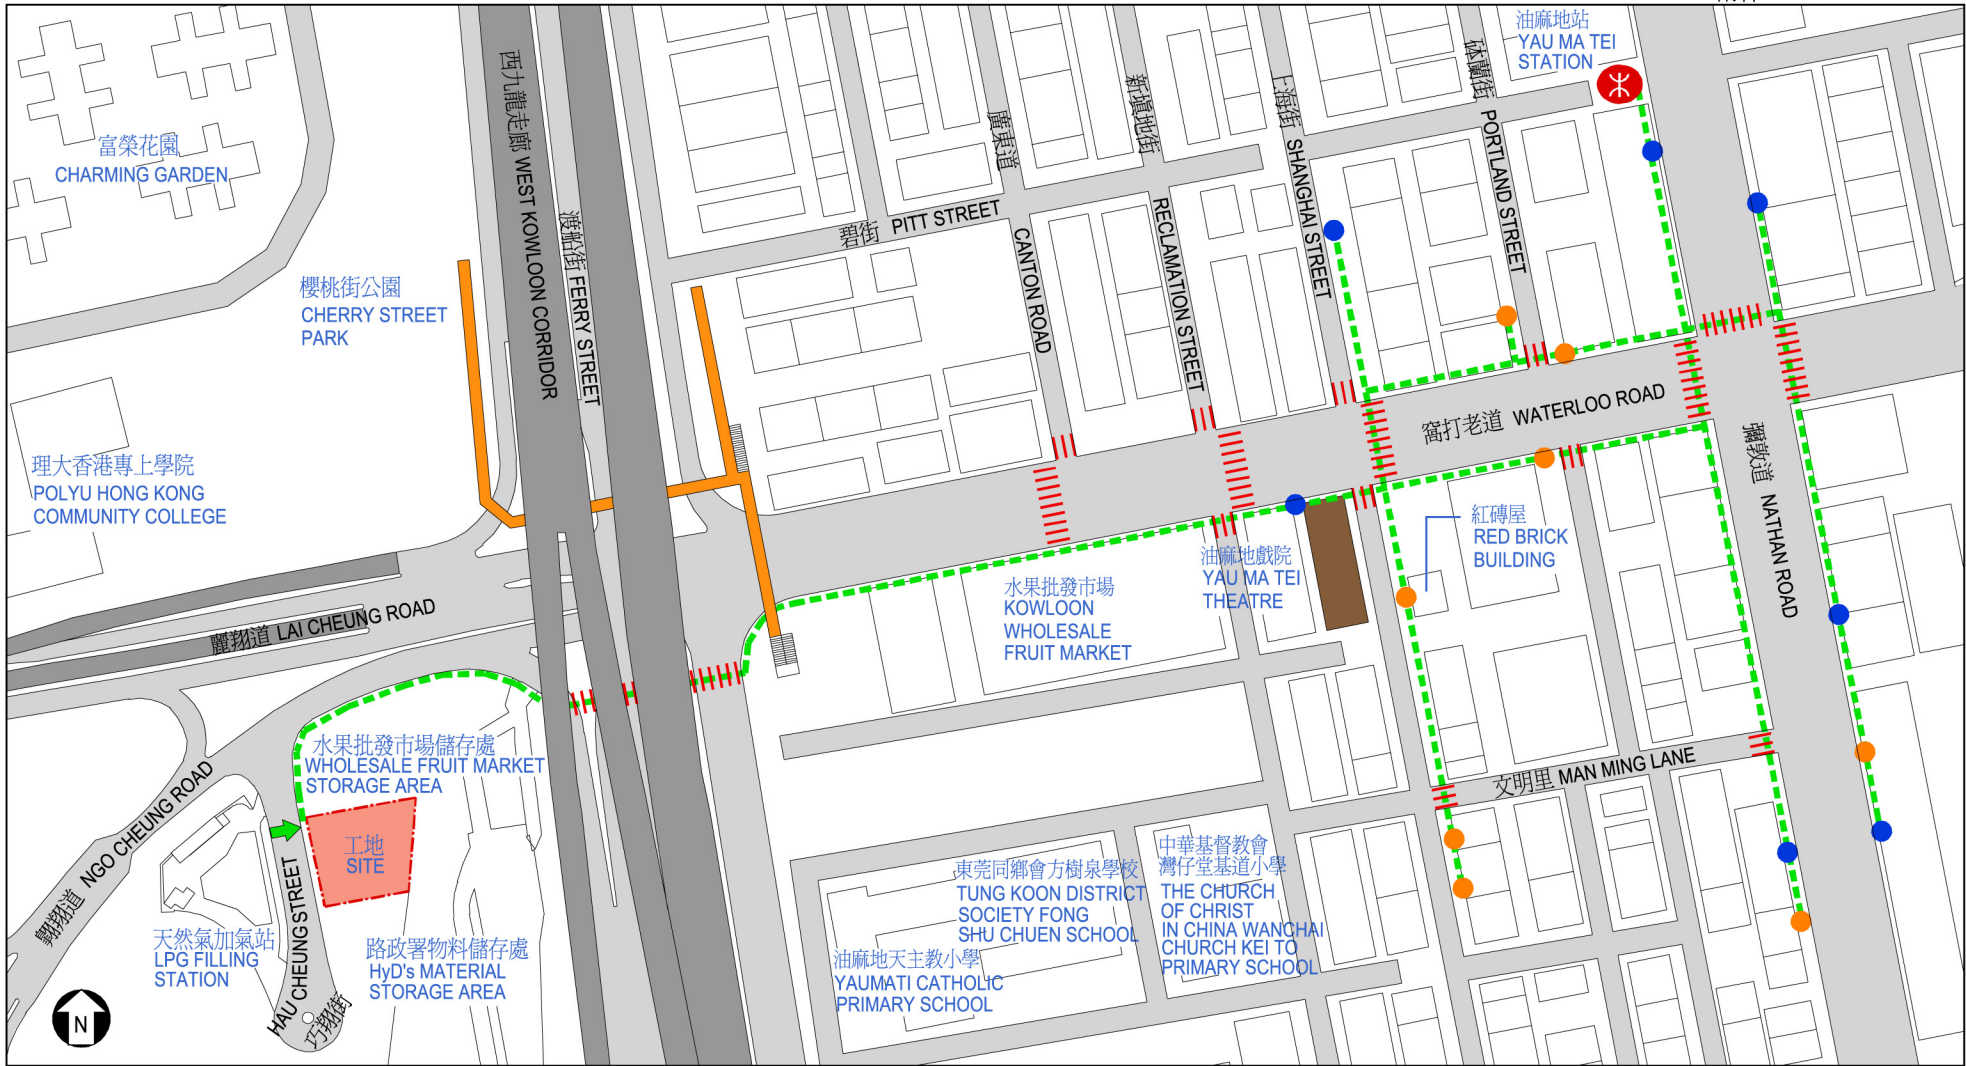 油麻地站
YAU MA TEI
STATION
西九龍走廊 WEST KOWLOON CORRIDOR
渡船街 FERRY STREET
廣東道
CANTON ROAD
新填地街
RECLAMATION STREET
上海街 SHANGHAI STREET
砵蘭街 PORTLAND STREET
富榮花園
CHARMING GARDEN
碧街 PITT STREET
櫻桃街公園
CHERRY STREET
PARK
窩打老道 WATERLOO ROAD
彌敦道 NATHAN ROAD
理大香港專上學院
POLYU HONG KONG
COMMUNITY COLLEGE
紅磚屋
RED BRICK
BUILDING
油麻地戲院
YAU MA TEI
THEATRE
水果批發市場
KOWLOON
WHOLESALE
FRUIT MARKET
麗翔道 LAI CHEUNG ROAD
水果批發市場儲存處
WHOLESALE FRUIT MARKET
STORAGE AREA
文明里 MAN MING LANE
工地
SITE
翱翔道 NGO CHEUNG ROAD
東莞同鄉會方樹泉學校
TUNG KOON DISTRICT
SOCIETY FONG
SHU CHUEN SCHOOL
中華基督教會
灣仔堂基道小學
THE CHURCH
OF CHRIST
IN CHINA WANCHAI
CHURCH KEI TO
PRIMARY SCHOOL
天然氣加氣站
LPG FILLING
STATION
HAU CHEUNG STREET
巧翔街
路政署物料儲存處
HyD's MATERIAL
STORAGE AREA
油麻地天主教小學
YAUMATI CATHOLIC
PRIMARY SCHOOL
N